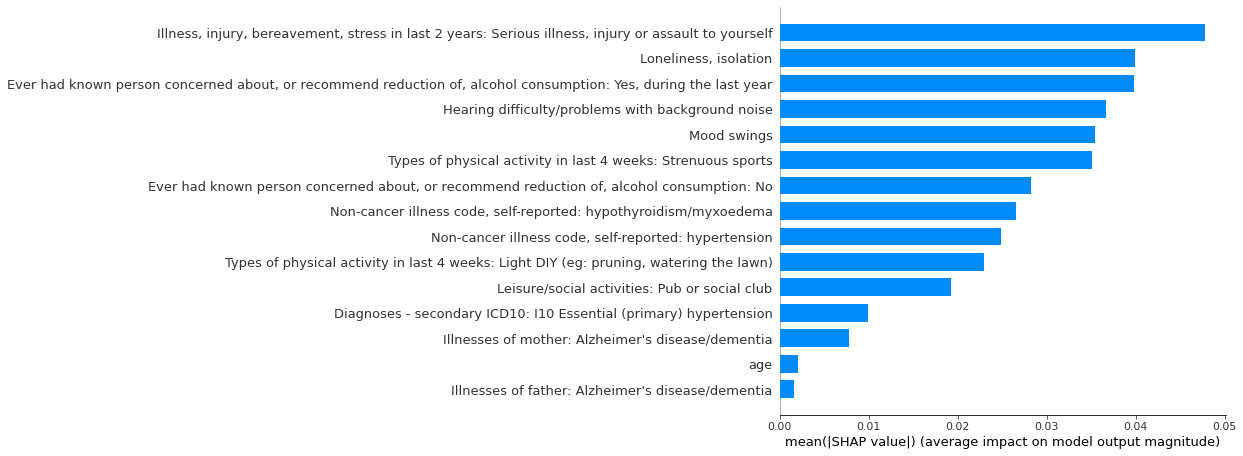 Illness, injury, bereavement, stress in last 2 years: Serious illness, injury or assault to yourself
Loneliness, isolation
Ever had known person concerned about, or recommend reduction of, alcohol consumption: Yes, during the last year
Hearing difficulty/problems with background noise
Mood swings
Types of physical activity in last 4 weeks: Strenuous sports
Ever had known person concerned about, or recommend reduction of, alcohol consumption: No
Non-cancer illness code, self-reported: hypothyroidism/myxoedema
Non-cancer illness code, self-reported: hypertension
Types of physical activity in last 4 weeks: Light DIY (eg: pruning, watering the lawn)
Leisure/social activities: Pub or social club
Diagnoses - secondary ICD10: I10 Essential (primary) hypertension
Illnesses of mother: Alzheimer's disease/dementia
age
Illnesses of father: Alzheimer's disease/dementia
0.00 0.01 0.02 0.03 0.04 0.05
mean(|SHAP value|) (average impact on model output magnitude)